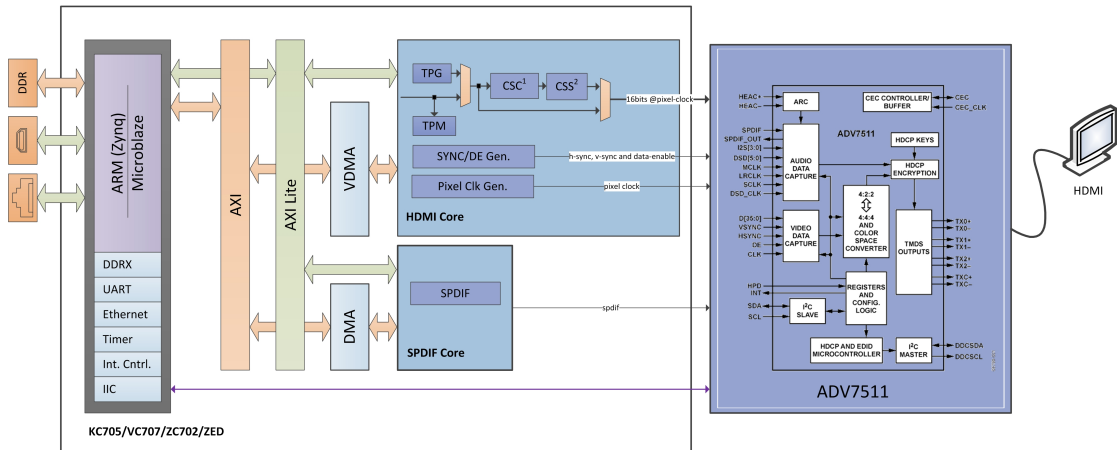 DDR
ARM (Zynq)
Microblaze
DDRX
UART
Ethernet
Timer
Int. Cntrl.
IIC
KC705/VC707/ZC702/ZED
AXI
AXI Lite
VDMA
DMA
TPG
TPM
CSC1
CSS2
SYNC/DE Gen.
Pixel Clk Gen.
HDMI Core
SPDIF
SPDIF Core
16bits @pixel-clock
h-sync, v-sync and data-enable
pixel clock
spdif
HEAC+
HEAC–
SPDIF
SPDIF_OUT
I2S[3:0]
DSD[5:0]
MCLK
LRCLK
SCLK
DSD_CLK
D[35:0]
VSYNC
HSYNC
DE
CLK
HPD
INT
SDA
SCL
ARC
AUDIO
DATA
CAPTURE
VIDEO
DATA
CAPTURE
I2C
SLAVE
CEC CONTROLLER/
BUFFER
ADV7511
HDCP KEYS
HDCP
ENCRYPTION
4:2:2
4:4:4
AND
COLOR
SPACE
CONVERTER
TMDS
OUTPUTS
REGISTERS
AND
CONFIG.
LOGIC
HDCP AND EDID
MICROCONTROLLER
I2C
MASTER
CEC
CEC_CLK
TX0+
TX0–
TX1+
TX1–
TX2+
TX2–
TXC+
TXC–
DDCSDA
DDCSCL
ADV7511
HDMI